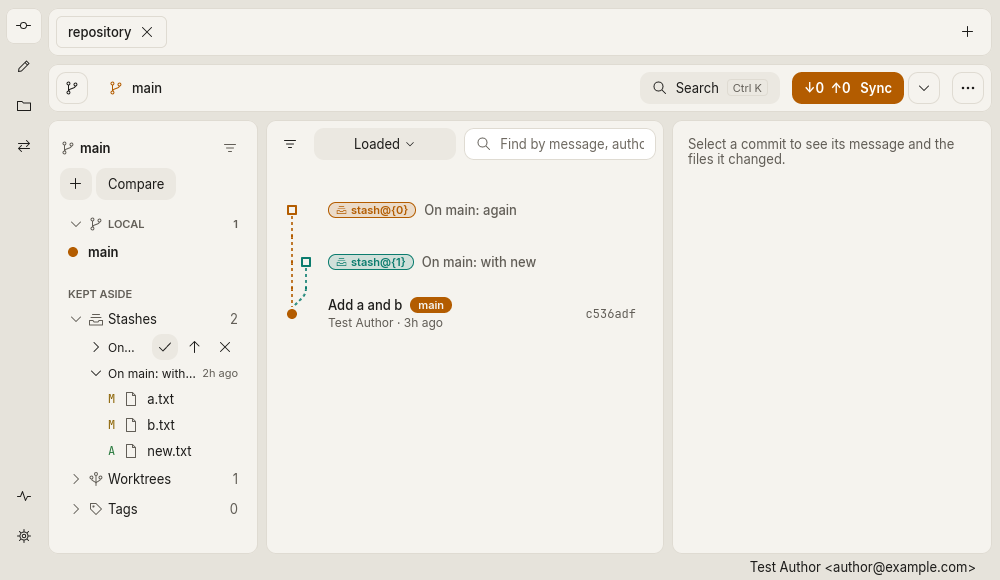 repository
main
Search Ctrl K
↓0 ↑0 Sync
main
Compare
LOCAL 1
main
KEPT ASIDE
Stashes 2
On...
On main: with... 2h ago
M a.txt
M b.txt
A new.txt
Worktrees 1
Tags 0
Loaded
Find by message, autho
stash@{0} On main: again
stash@{1} On main: with new
Add a and b main
Test Author · 3h ago c536adf
Select a commit to see its message and the
files it changed.
Test Author <author@example.com>